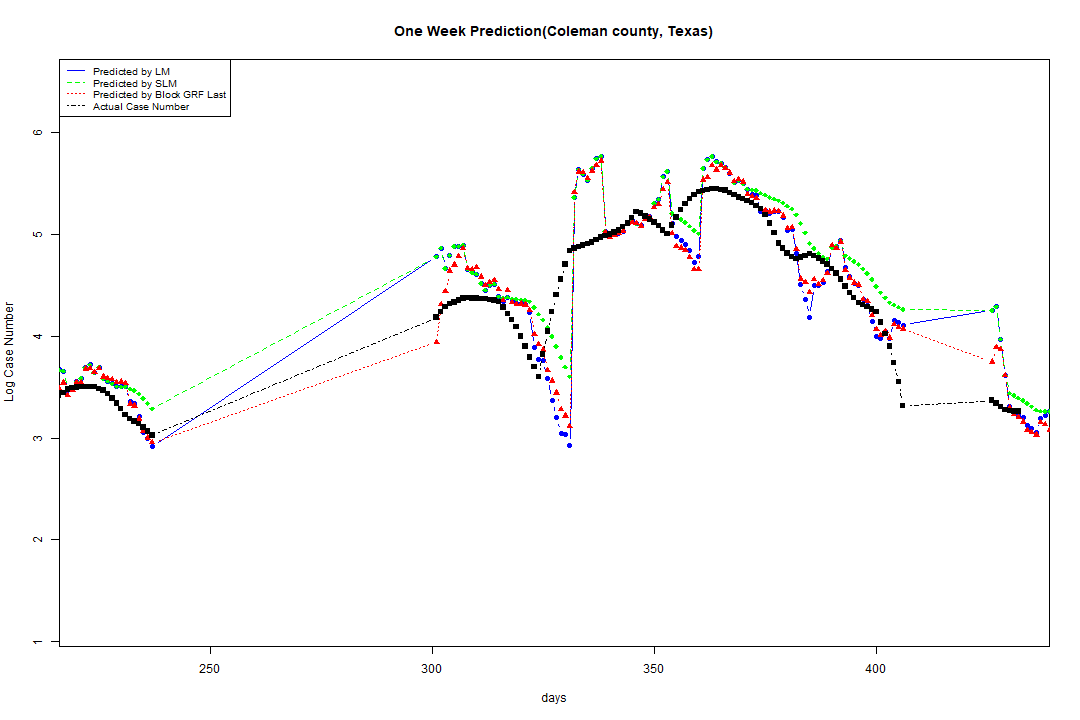 One Week Prediction(Coleman county, Texas)
Predicted by LM
Predicted by SLM
Predicted by Block GRF Last
Actual Case Number
Log Case Number
6
5
4
3
2
1
250 300 350 400
days